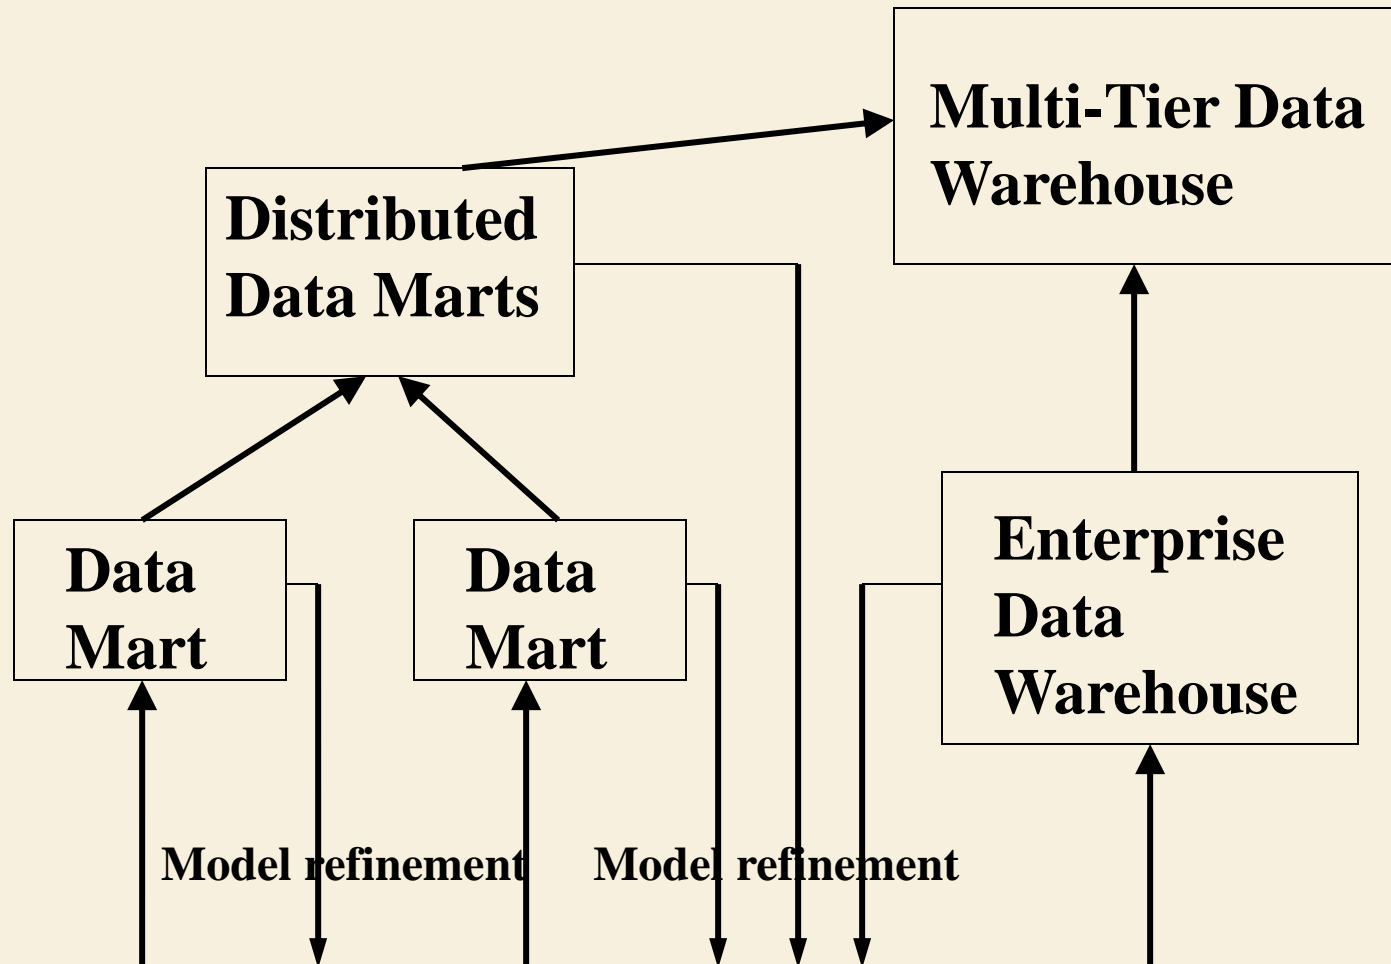 Multi-Tier Data
Warehouse
Distributed
Data Marts
Data
Mart
Data
Mart
Enterprise
Data
Warehouse
Model refinement
Model refinement